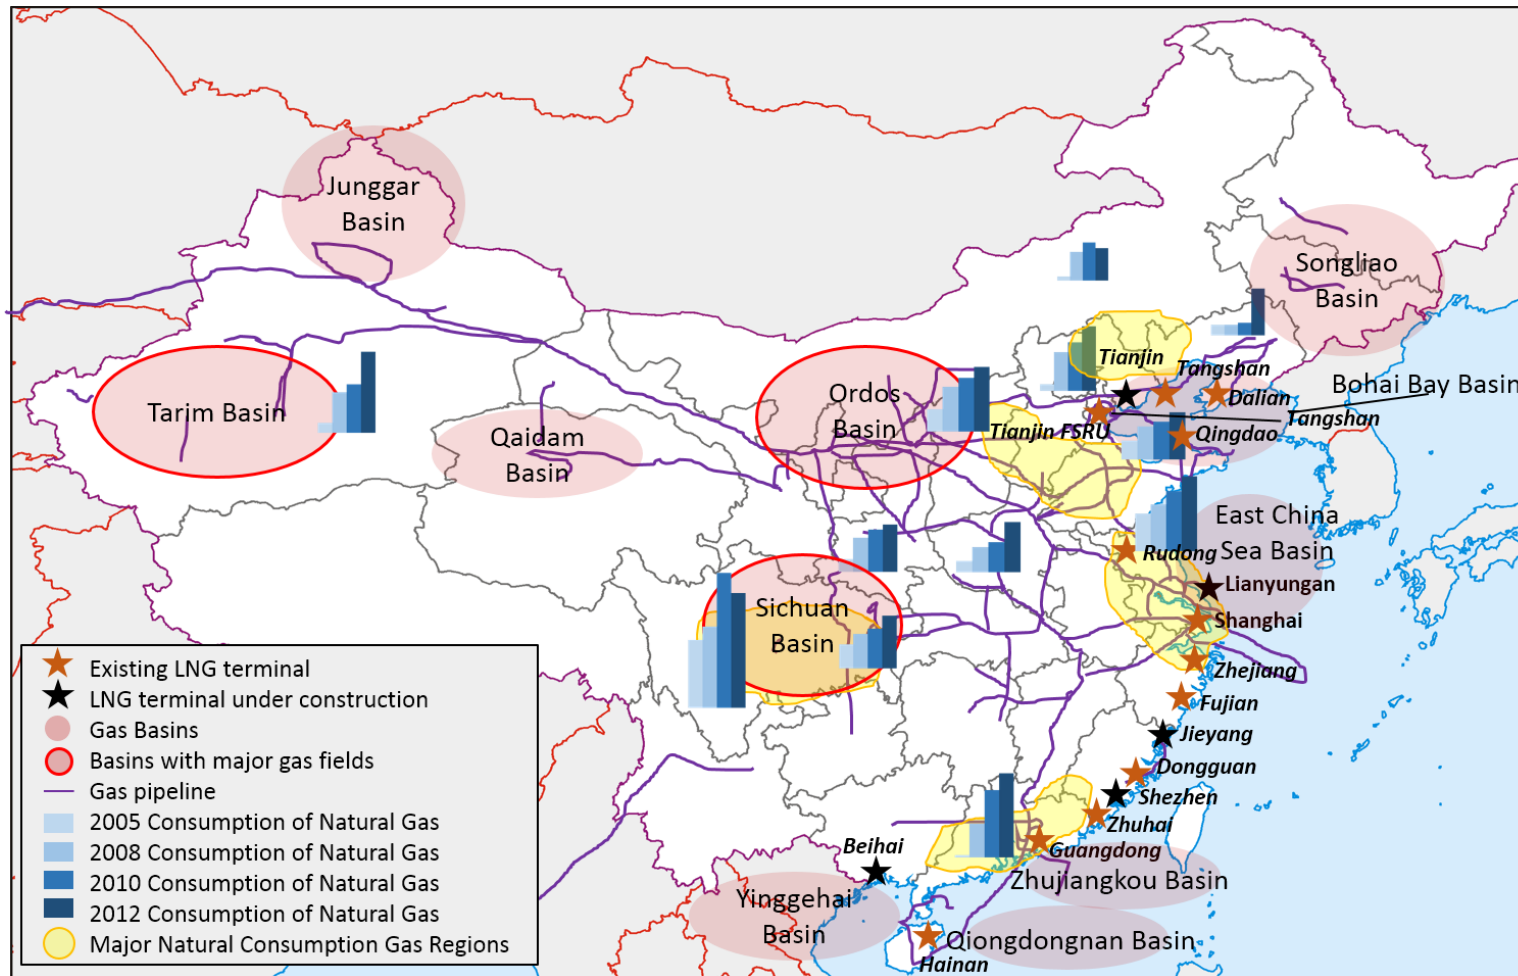 Junggar
Basin
Songliao
Basin
Tianjin
Tangshan
Bohai Bay Basin
Dalian
Tarim Basin
Ordos
Basin
Tangshan
Tianjin FSRU
Qingdao
Qaidam
Basin
East China
Sea Basin
Rudong
Lianyungan
Sichuan
Basin
Shanghai
Zhejiang
Fujian
Jieyang
Dongguan
Shezhen
Zhuhai
Beihai
Guangdong
Zhujiangkou Basin
Yinggehai
Basin
Qiongdongnan Basin
Hainan
Existing LNG terminal
LNG terminal under construction
Gas Basins
Basins with major gas fields
Gas pipeline
2005 Consumption of Natural Gas
2008 Consumption of Natural Gas
2010 Consumption of Natural Gas
2012 Consumption of Natural Gas
Major Natural Consumption Gas Regions